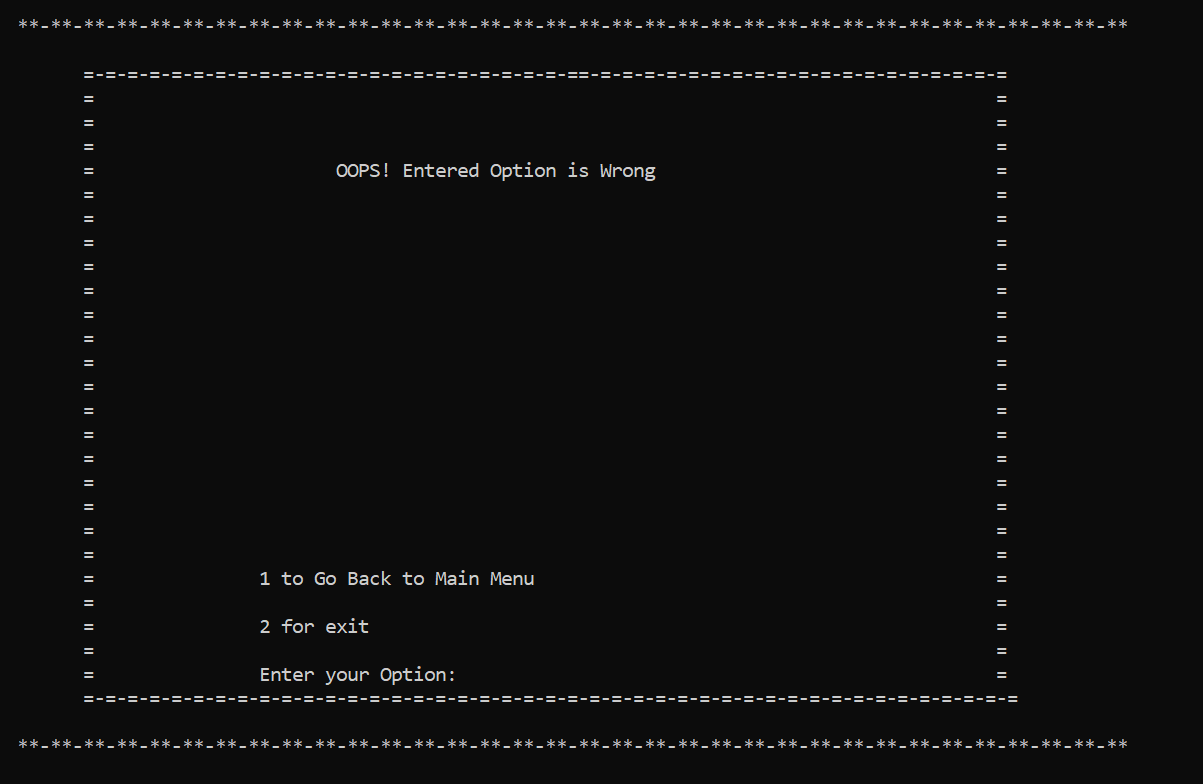 OOPS! Entered Option is Wrong
1 to Go Back to Main Menu
2 for exit
Enter your Option: